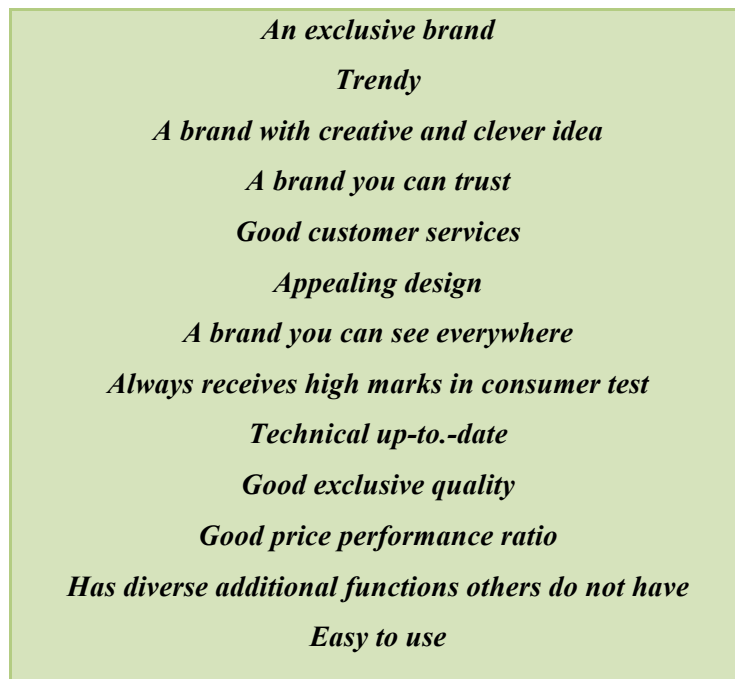 An exclusive brand
Trendy
A brand with creative and clever idea
A brand you can trust
Good customer services
Appealing design
A brand you can see everywhere
Always receives high marks in consumer test
Technical up-to.-date
Good exclusive quality
Good price performance ratio
Has diverse additional functions others do not have
Easy to use